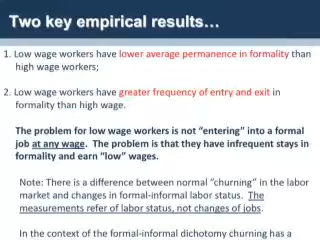 Two key empirical results…
1. Low wage workers have lower average permanence in formality than
high wage workers;
2. Low wage workers have greater frequency of entry and exit in
formality than high wage.
The problem for low wage workers is not “entering” into a formal
job at any wage. The problem is that they have infrequent stays in
formality and earn “low” wages.
Note: There is a difference between normal “churning” in the labor
market and changes in formal-informal labor status. The
measurements refer of labor status, not changes of jobs.
In the context of the formal-informal dichotomy churning has a